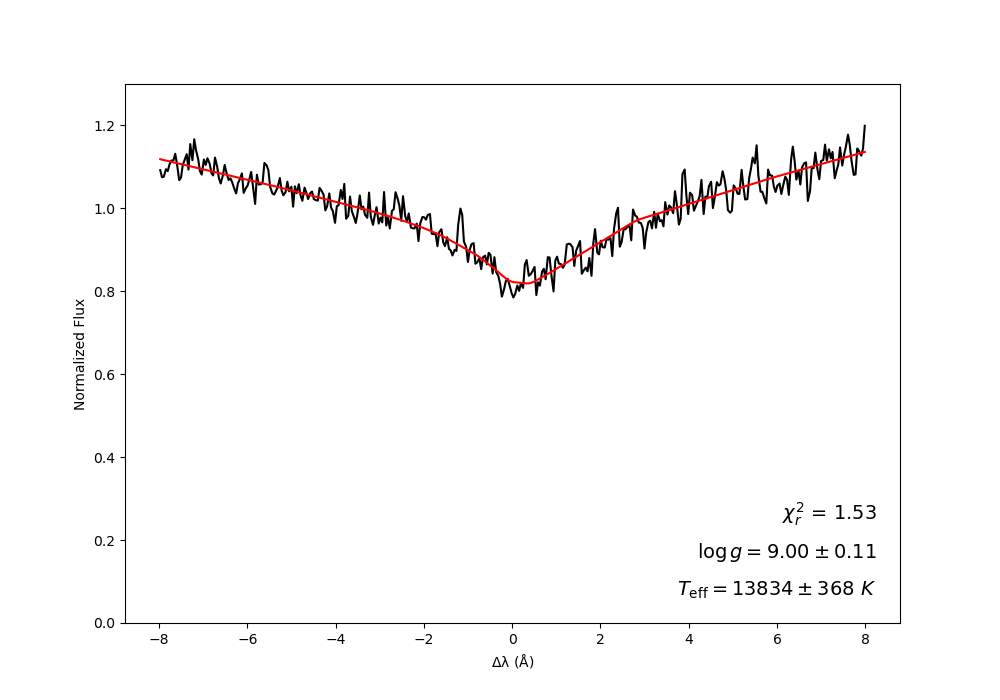 1.2
1.0
0.8
0.6
0.4
0.2
0.0
Normalized Flux
χ²ᵣ = 1.53
log g = 9.00 ± 0.11
T_eff = 13834 ± 368 K
−8 −6 −4 −2 0 2 4 6 8
Δλ (Å)